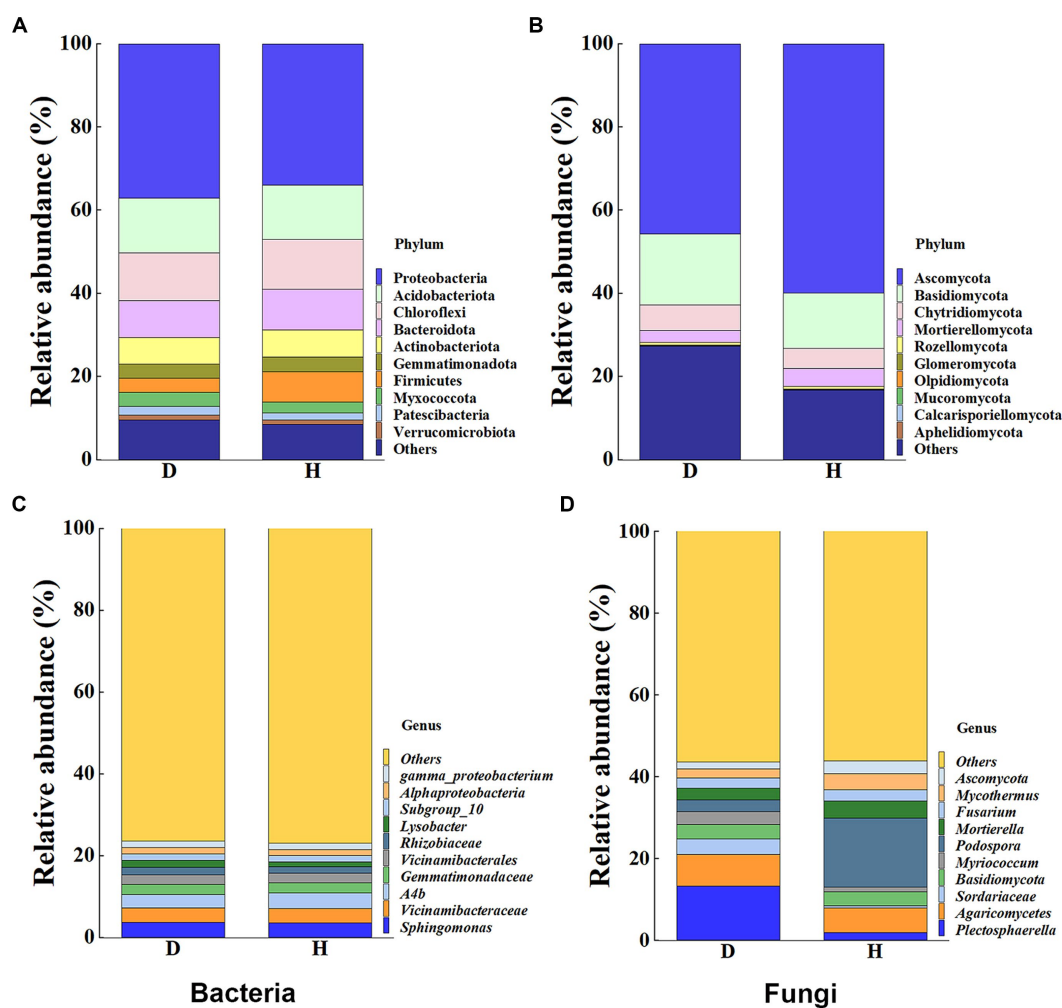 A
Relative abundance (%)
100
80
60
40
20
0
D
H
Phylum
Proteobacteria
Acidobacteriota
Chloroflexi
Bacteroidota
Actinobacteriota
Gemmatimonadota
Firmicutes
Myxococcota
Patescibacteria
Verrucomicrobiota
Others
B
Relative abundance (%)
100
80
60
40
20
0
D
H
Phylum
Ascomycota
Basidiomycota
Chytridiomycota
Mortierellomycota
Rozellomycota
Glomeromycota
Olpidiomycota
Mucoromycota
Calcarisporiellomycota
Aphelidiomycota
Others
C
Relative abundance (%)
100
80
60
40
20
0
D
H
Genus
Others
gamma_proteobacterium
Alphaproteobacteria
Subgroup_10
Lysobacter
Rhizobiaceae
Vicinamibacterales
Gemmatimonadaceae
A4b
Vicinamibacteraceae
Sphingomonas
Bacteria
D
Relative abundance (%)
100
80
60
40
20
0
D
H
Genus
Others
Ascomycota
Mycothermus
Fusarium
Mortierella
Podospora
Myriococcum
Basidiomycota
Sordariaceae
Agaricomycetes
Plectosphaerella
Fungi